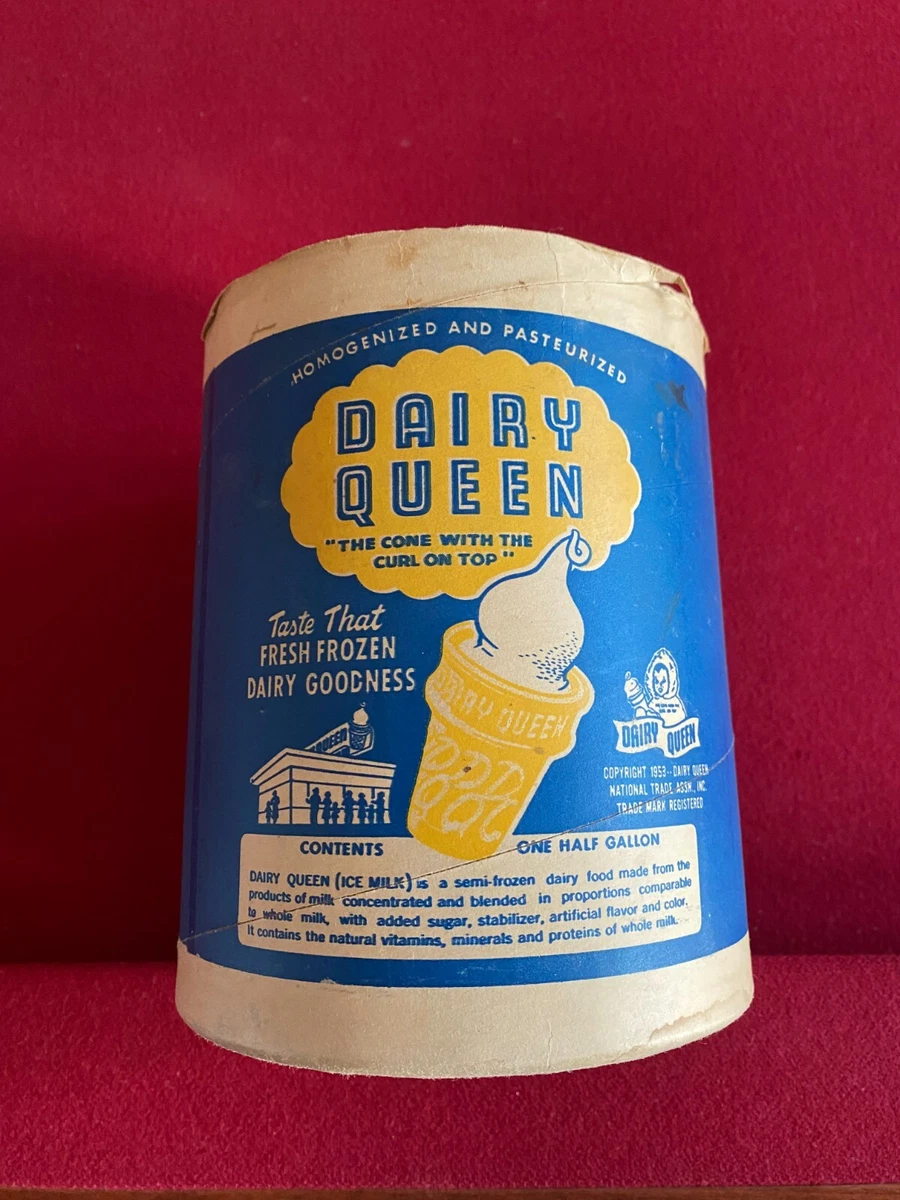 HOMOGENIZED AND PASTEURIZED
DAIRY
QUEEN
"THE CONE WITH THE
CURL ON TOP"
Taste That
FRESH FROZEN
DAIRY GOODNESS
DAIRY QUEEN
QUEEN
DAIRY QUEEN
COPYRIGHT 1953--DAIRY QUEEN
NATIONAL TRADE ASSN., INC.
TRADE MARK REGISTERED
CONTENTS ONE HALF GALLON
DAIRY QUEEN (ICE MILK) is a semi-frozen dairy food made from the
products of milk concentrated and blended in proportions comparable
to whole milk, with added sugar, stabilizer, artificial flavor and color.
It contains the natural vitamins, minerals and proteins of whole milk.